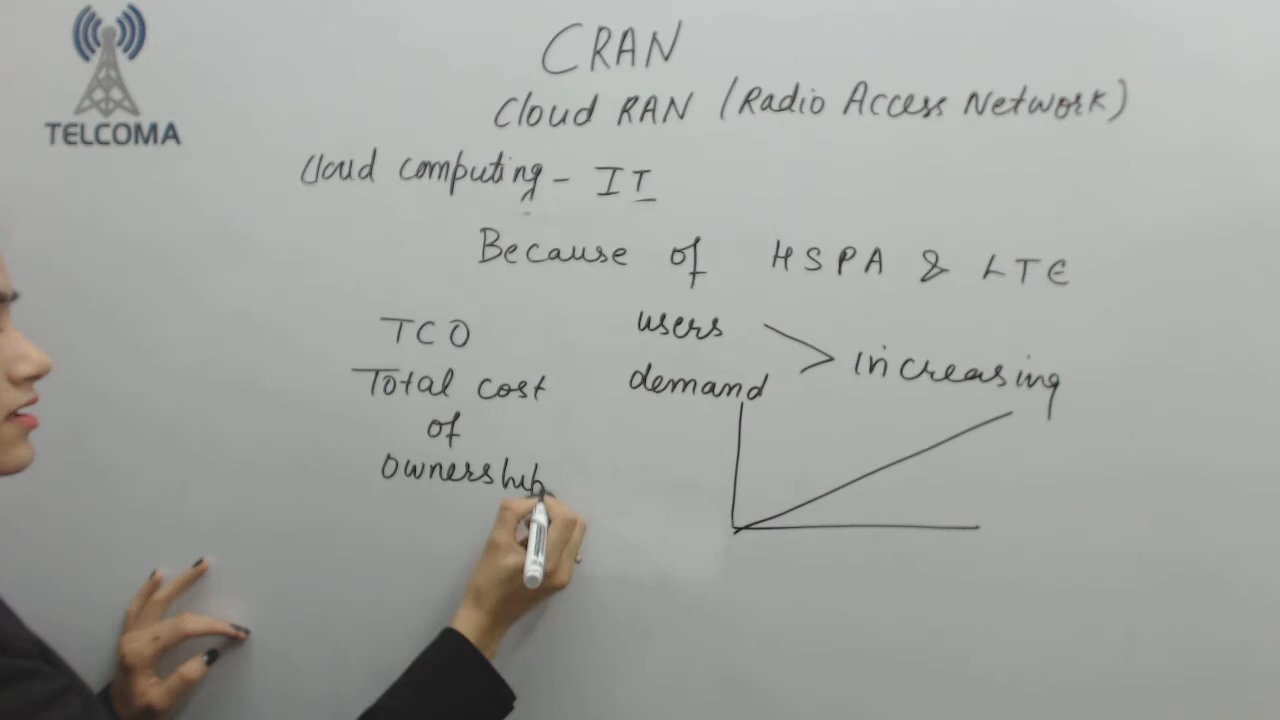 TELCOMA
CRAN
Cloud RAN (Radio Access Network)
Cloud computing - IT
Because of HSPA & LTE
TCO
Total cost
of
ownership
users
demand
increasing